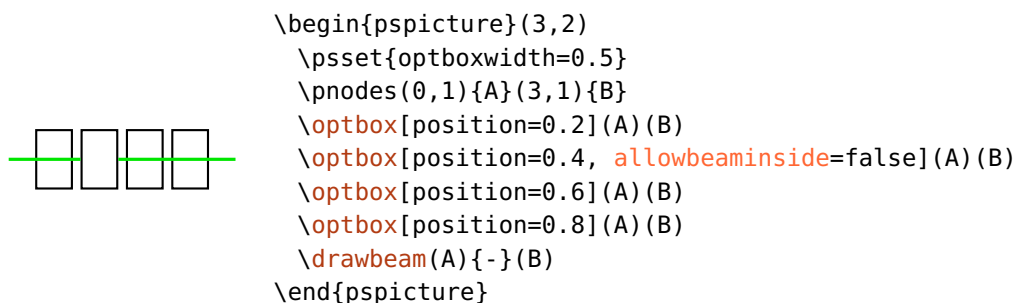 \begin{pspicture}(3,2)
\psset{optboxwidth=0.5}
\pnodes(0,1){A}(3,1){B}
\optbox[position=0.2](A)(B)
\optbox[position=0.4, allowbeaminside=false](A)(B)
\optbox[position=0.6](A)(B)
\optbox[position=0.8](A)(B)
\drawbeam(A){-}(B)
\end{pspicture}